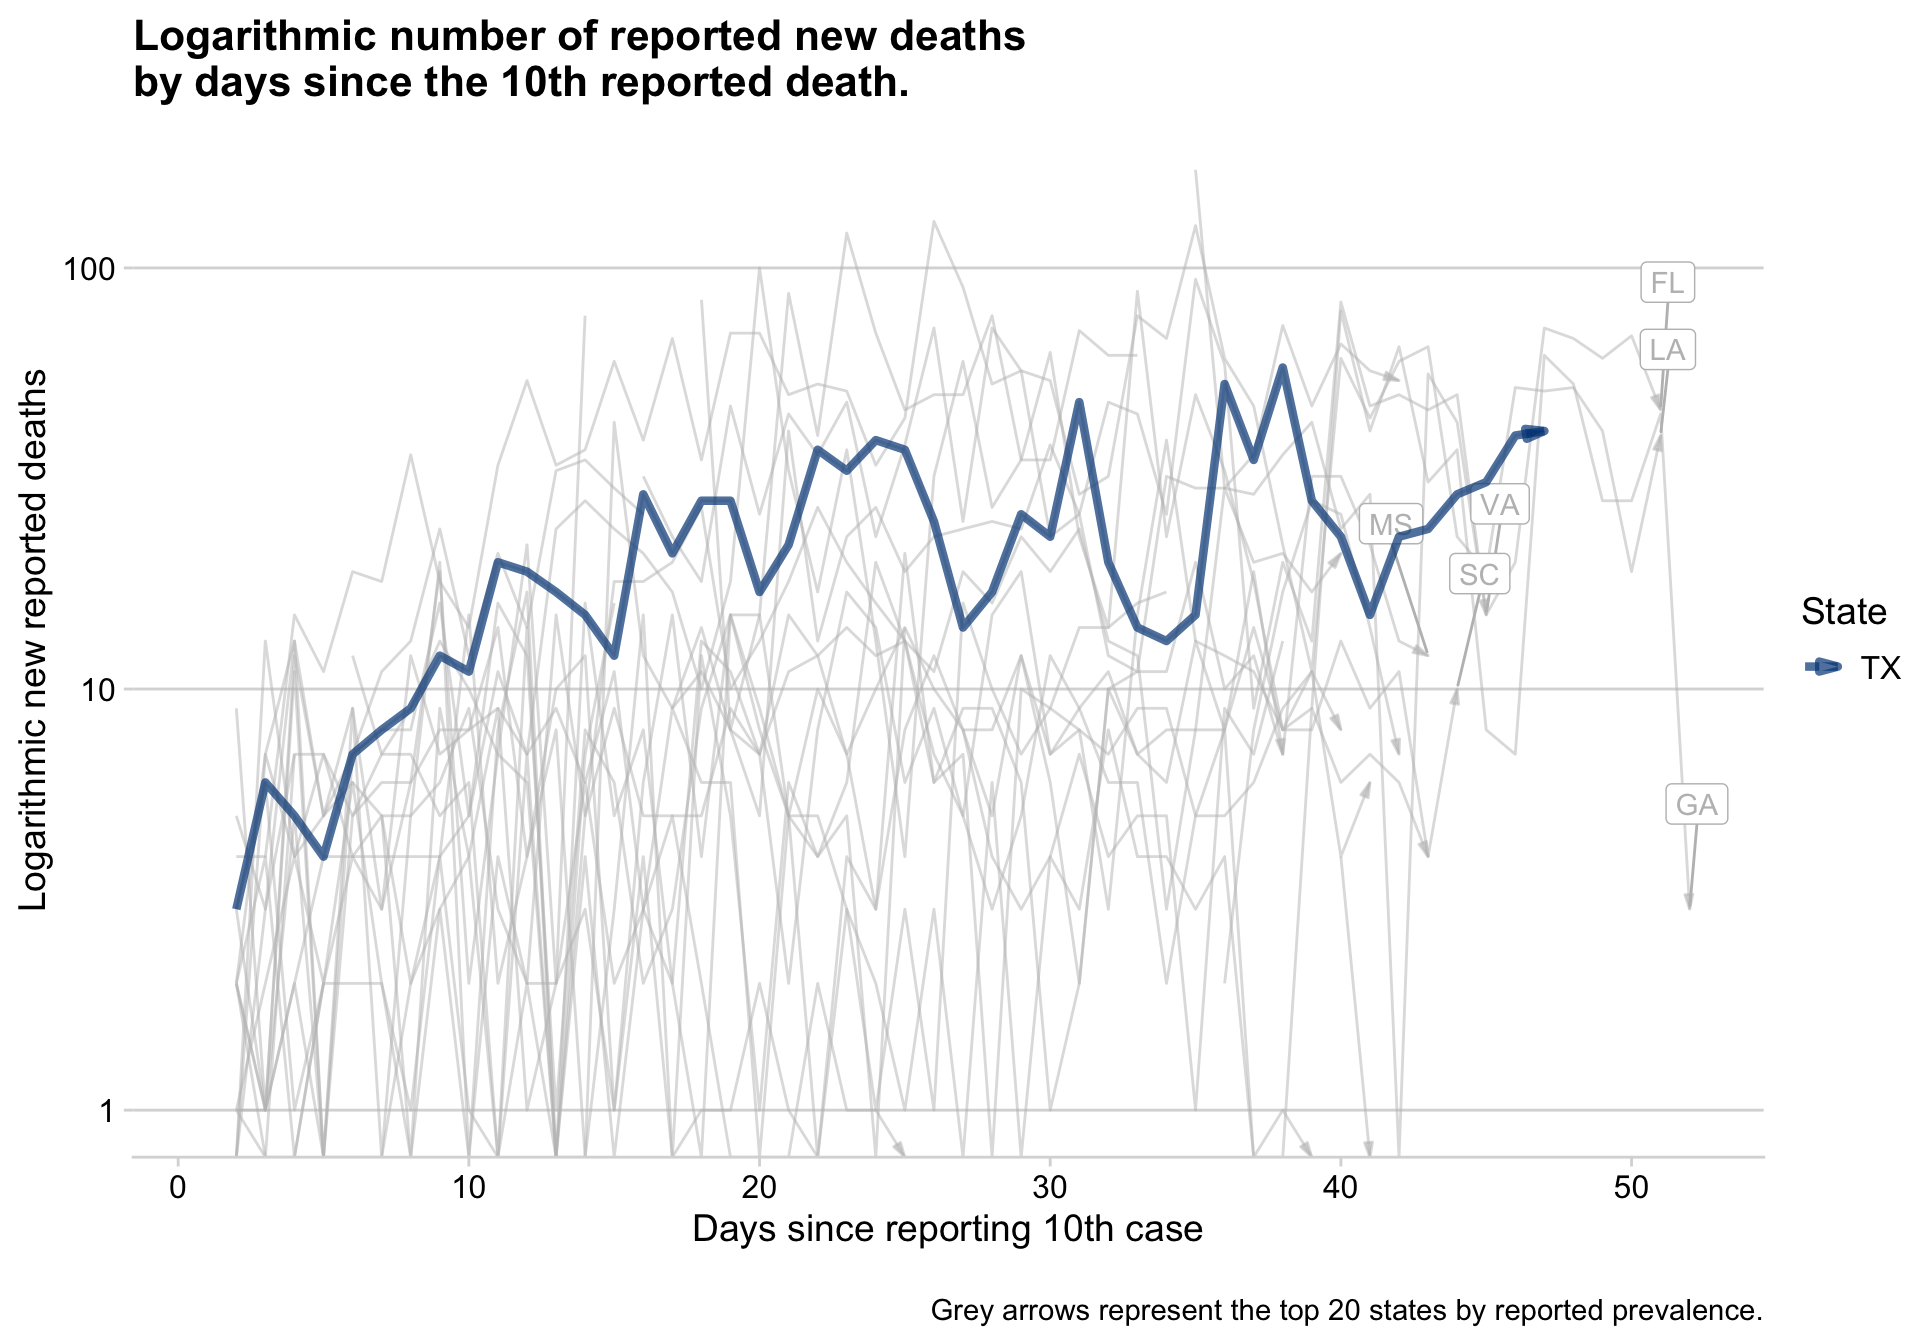 Logarithmic number of reported new deaths
by days since the 10th reported death.
100
10
1
Logarithmic new reported deaths
FL
LA
MS
VA
SC
GA
State
TX
0 10 20 30 40 50
Days since reporting 10th case
Grey arrows represent the top 20 states by reported prevalence.